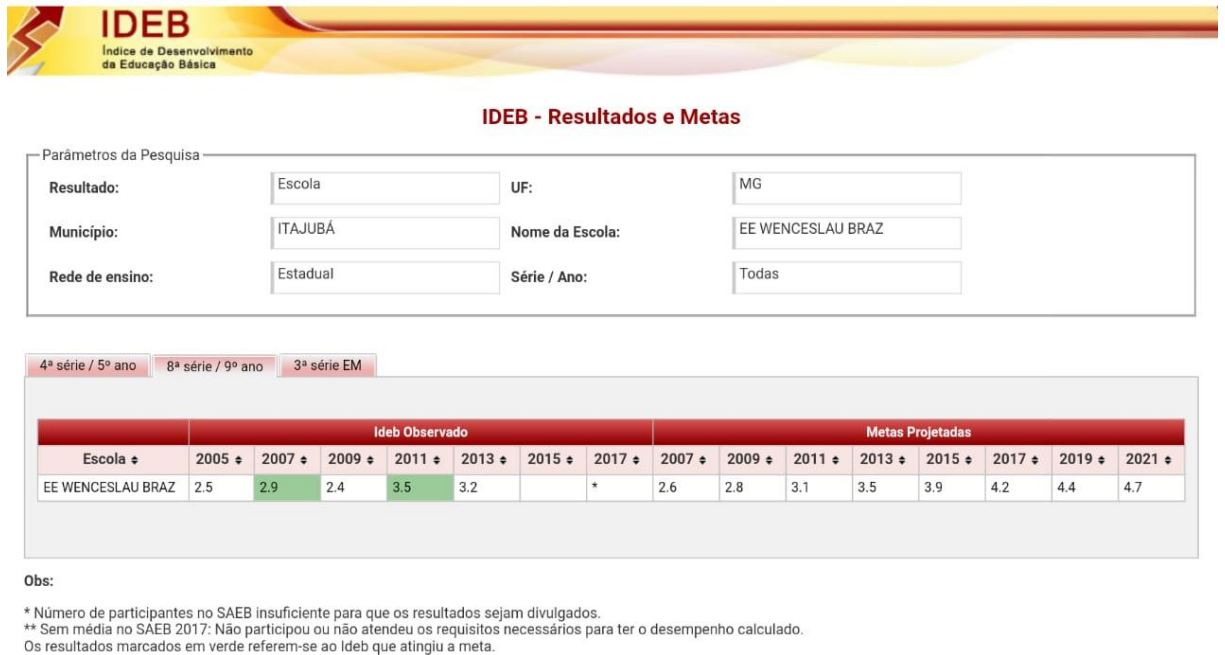 IDEB
Índice de Desenvolvimento
da Educação Básica
IDEB - Resultados e Metas
Parâmetros da Pesquisa
Resultado: Escola UF: MG
Município: ITAJUBÁ Nome da Escola: EE WENCESLAU BRAZ
Rede de ensino: Estadual Série / Ano: Todas
4ª série / 5º ano 8ª série / 9º ano 3ª série EM
Ideb Observado Metas Projetadas
Escola 2005 2007 2009 2011 2013 2015 2017 2007 2009 2011 2013 2015 2017 2019 2021
EE WENCESLAU BRAZ 2.5 2.9 2.4 3.5 3.2 * 2.6 2.8 3.1 3.5 3.9 4.2 4.4 4.7
Obs:
* Número de participantes no SAEB insuficiente para que os resultados sejam divulgados.
** Sem média no SAEB 2017: Não participou ou não atendeu os requisitos necessários para ter o desempenho calculado.
Os resultados marcados em verde referem-se ao Ideb que atingiu a meta.